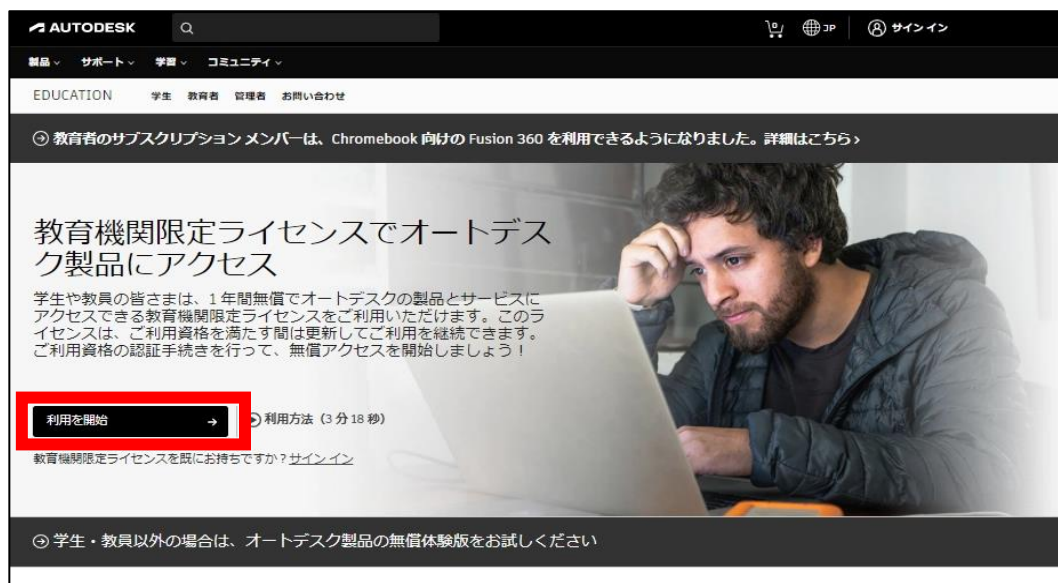 AUTODESK
JP
サイン イン
製品
サポート
学習
コミュニティ
EDUCATION
学生
教育者
管理者
お問い合わせ
教育者のサブスクリプション メンバーは、Chromebook 向けの Fusion 360 を利用できるようになりました。詳細はこちら>
教育機関限定ライセンスでオートデス
ク製品にアクセス
学生や教員の皆さまは、1 年間無償でオートデスクの製品とサービスに
アクセスできる教育機関限定ライセンスをご利用いただけます。このラ
イセンスは、ご利用資格を満たす間は更新してご利用を継続できます。
ご利用資格の認証手続きを行って、無償アクセスを開始しましょう！
利用を開始
利用方法（3 分 18 秒）
教育機関限定ライセンスを既にお持ちですか？サイン イン
学生・教員以外の場合は、オートデスク製品の無償体験版をお試しください